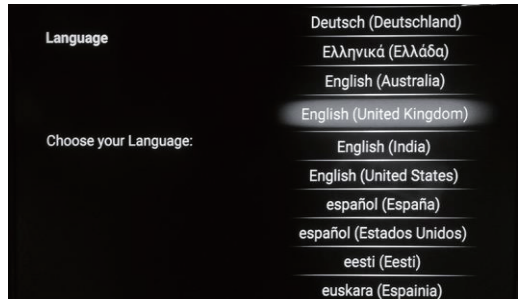 Language
Choose your Language:
Deutsch (Deutschland)
Ελληνικά (Ελλάδα)
English (Australia)
English (United Kingdom)
English (India)
English (United States)
español (España)
español (Estados Unidos)
eesti (Eesti)
euskara (Espainia)